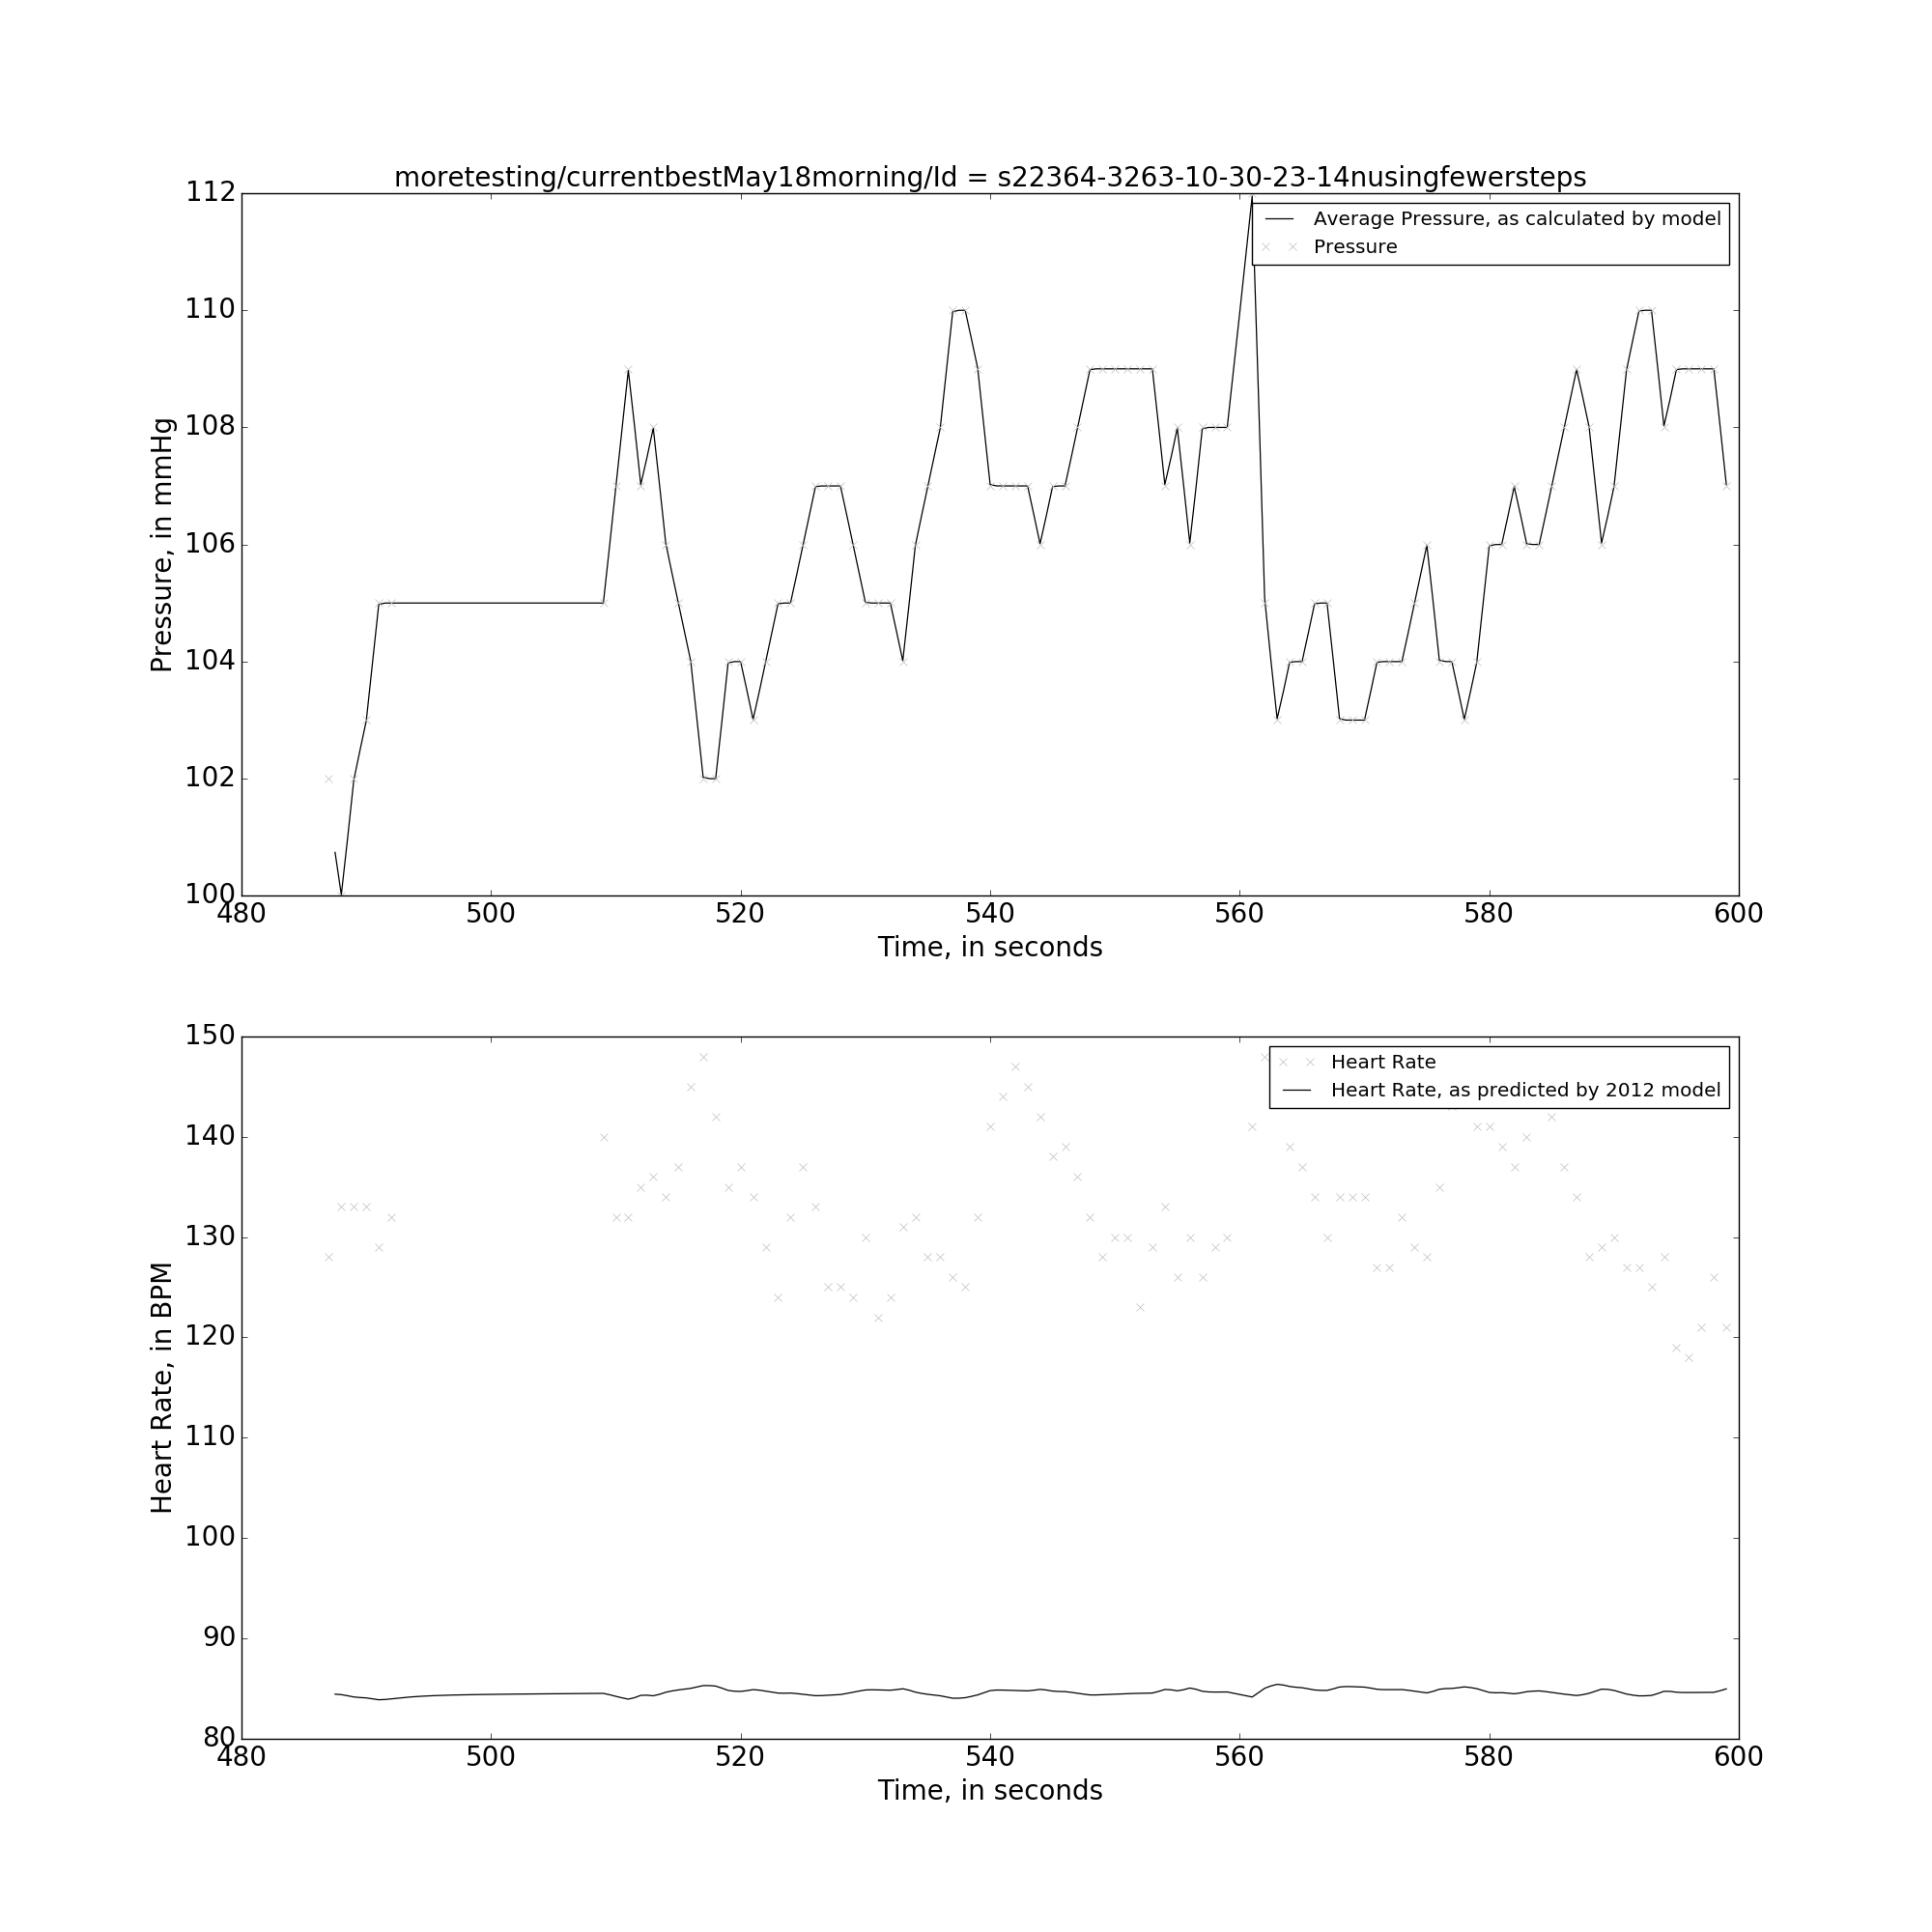 moretesting/currentbestMay18morning/Id = s22364-3263-10-30-23-14nusingfewersteps
112
110
108
106
104
102
100
Pressure, in mmHg
Average Pressure, as calculated by model
Pressure
480 500 520 540 560 580 600
Time, in seconds
150
140
130
120
110
100
90
80
Heart Rate, in BPM
Heart Rate
Heart Rate, as predicted by 2012 model
480 500 520 540 560 580 600
Time, in seconds